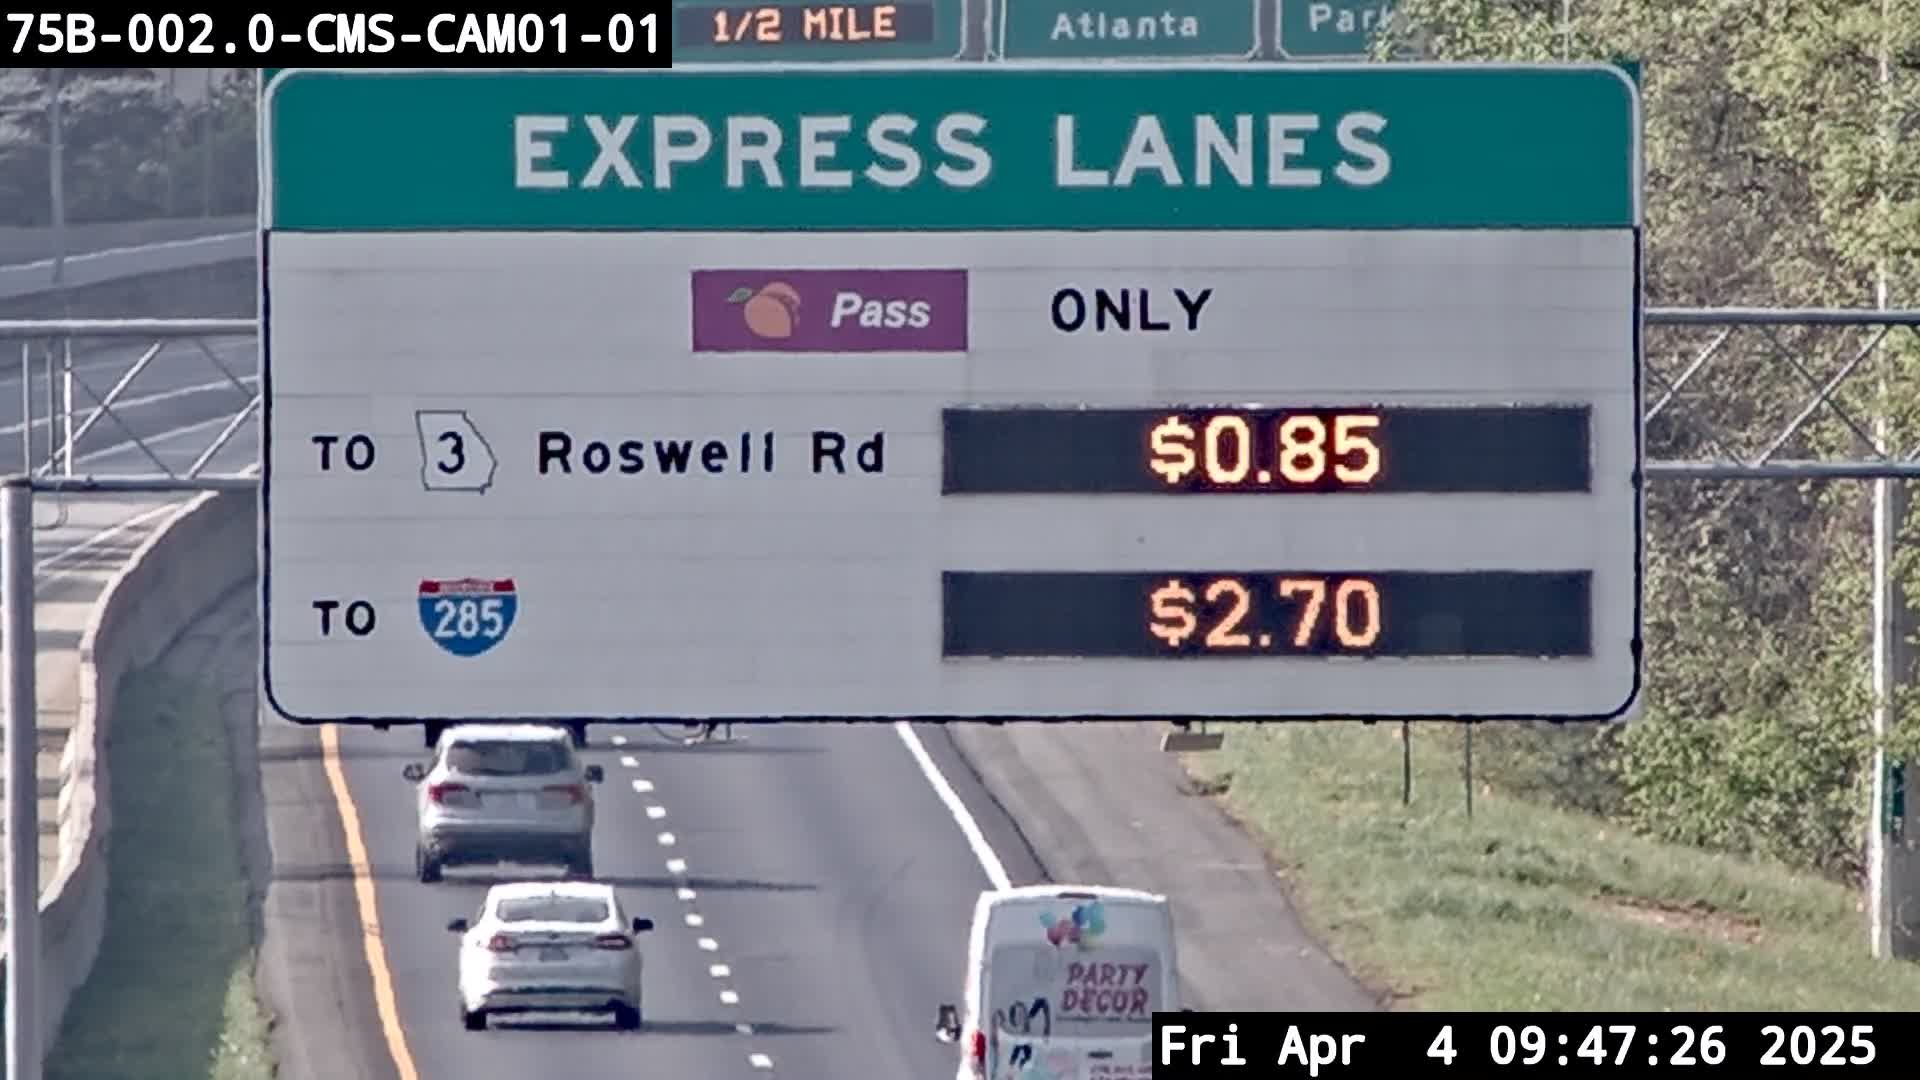 75B-002.0-CMS-CAM01-01
1/2 MILE
Atlanta
Park
EXPRESS LANES
Pass ONLY
TO 3 Roswell Rd $0.85
TO 285 $2.70
PARTY
DECOR
Fri Apr 4 09:47:26 2025